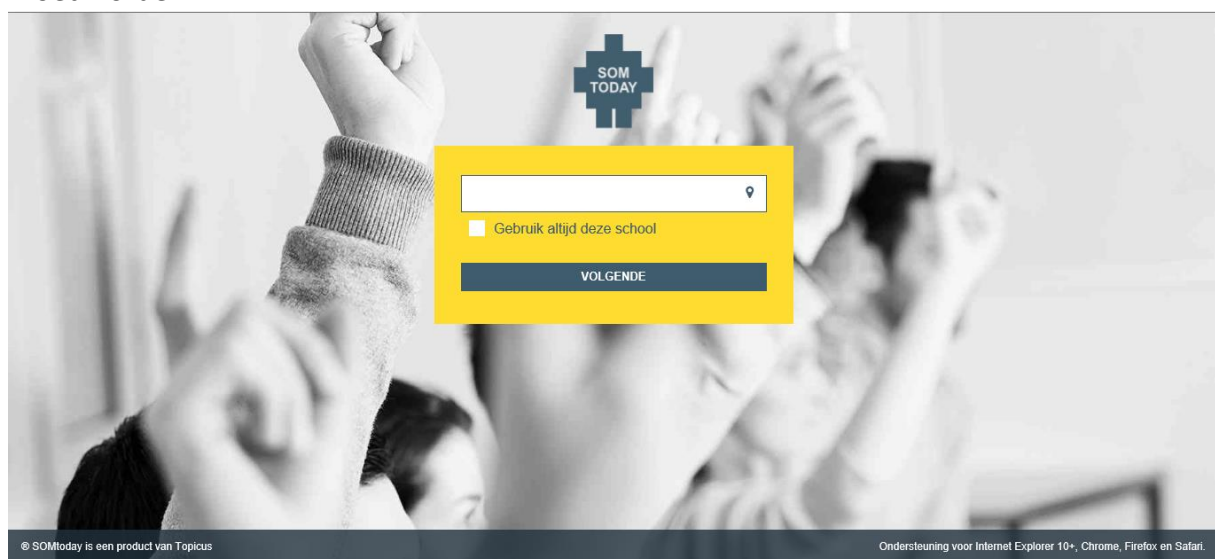 SOM
TODAY
Gebruik altijd deze school
VOLGENDE
® SOMtoday is een product van Topicus
Ondersteuning voor Internet Explorer 10+, Chrome, Firefox en Safari.